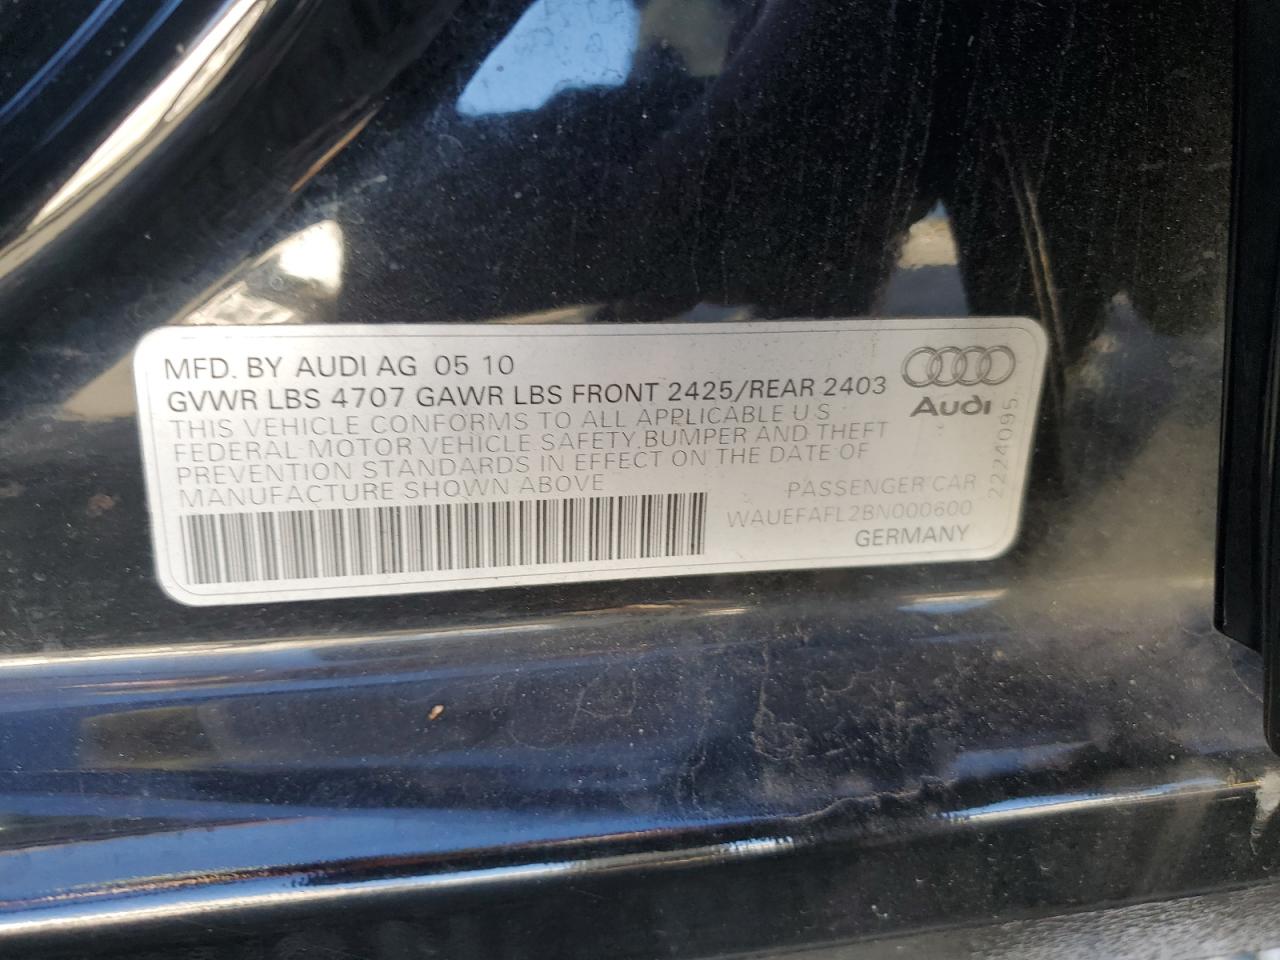 MFD. BY AUDI AG 05 10
GVWR LBS 4707 GAWR LBS FRONT 2425/REAR 2403
THIS VEHICLE CONFORMS TO ALL APPLICABLE U S
FEDERAL MOTOR VEHICLE SAFETY, BUMPER AND THEFT
PREVENTION STANDARDS IN EFFECT ON THE DATE OF
MANUFACTURE SHOWN ABOVE
PASSENGER CAR
WAUEFAFL2BN000600
GERMANY
Audi
2224095